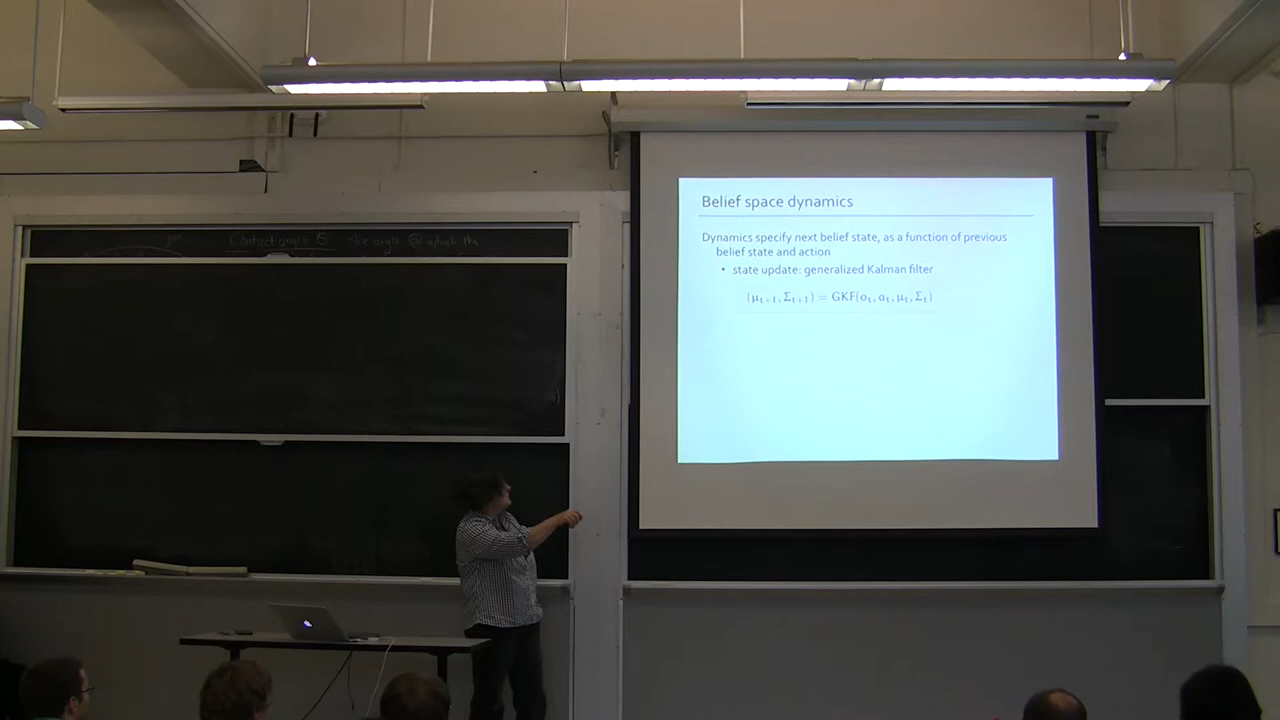 Contact angle θ The angle @ which the
Belief space dynamics
Dynamics specify next belief state, as a function of previous
belief state and action
• state update: generalized Kalman filter
(μt+1, Σt+1) = GKF(ot, at, μt, Σt)